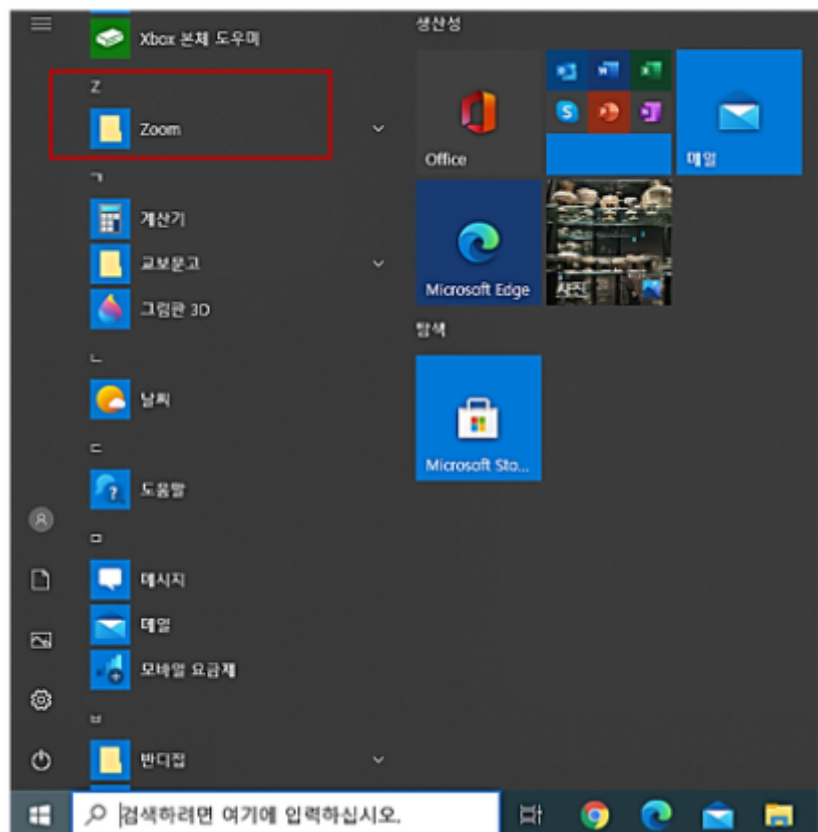 Xbox 본체 도우미
Z
Zoom
ㄱ
계산기
교보문고
그림판 3D
ㄴ
날씨
ㄷ
도움말
ㅁ
메시지
메일
모바일 요금제
ㅂ
반디집
생산성
Office
메일
Microsoft Edge
사진
탐색
Microsoft Sto...
검색하려면 여기에 입력하십시오.